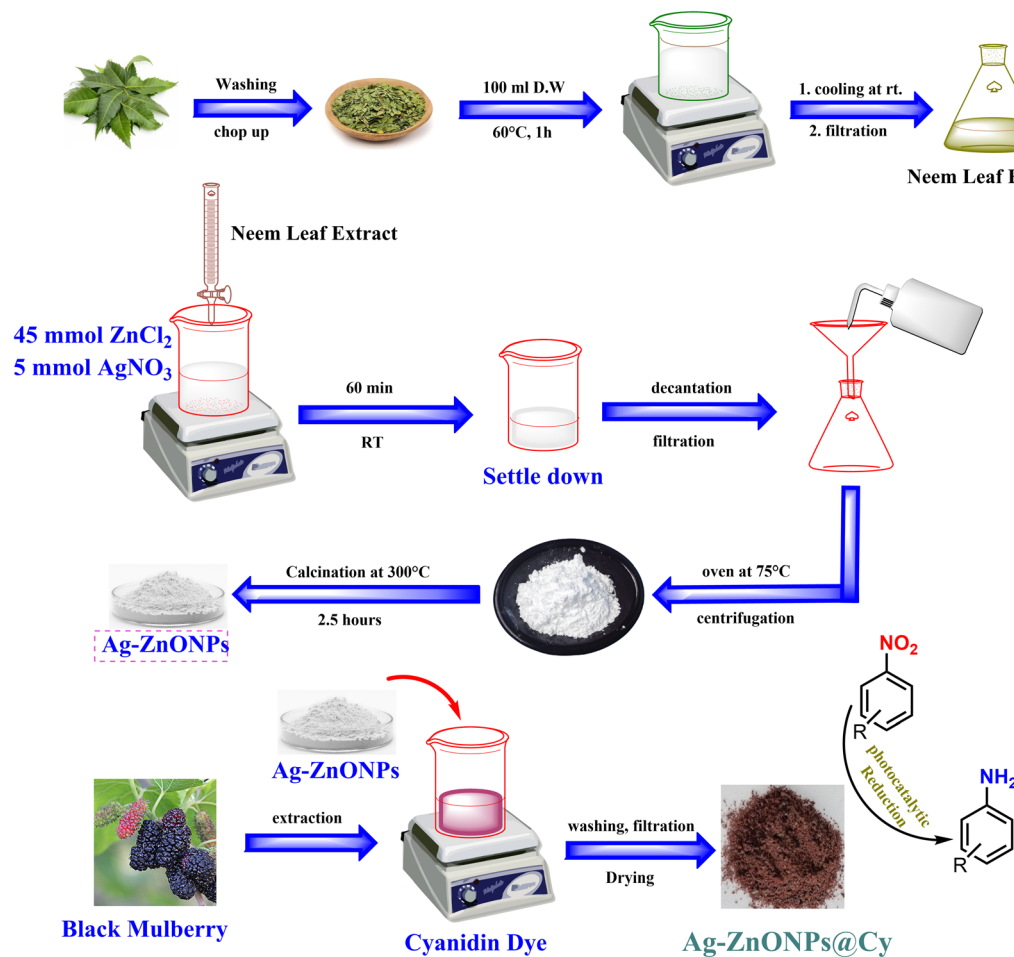 Washing
chop up
100 ml D.W
60°C, 1h
1. cooling at rt.
2. filtration
Neem Leaf E
Neem Leaf Extract
45 mmol ZnCl₂
5 mmol AgNO₃
60 min
RT
Settle down
decantation
filtration
oven at 75°C
centrifugation
Calcination at 300°C
2.5 hours
Ag-ZnONPs
Ag-ZnONPs
Black Mulberry
extraction
Cyanidin Dye
washing, filtration
Drying
Ag-ZnONPs@Cy
NO₂
R
photocatalytic
Reduction
NH₂
R